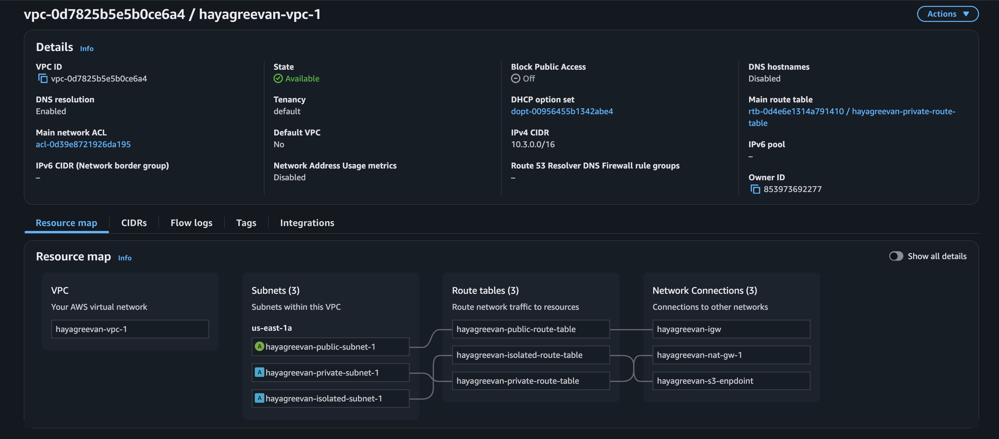 vpc-0d7825b5e5b0ce6a4 / hayagreevan-vpc-1
Actions
Details Info
VPC ID
vpc-0d7825b5e5b0ce6a4
State
Available
Block Public Access
Off
DNS hostnames
Disabled
DNS resolution
Enabled
Tenancy
default
DHCP option set
dopt-00956455b1342abe4
Main route table
rtb-0d4e6e1314a791410 / hayagreevan-private-route-
table
Main network ACL
acl-0d39e8721926da195
Default VPC
No
IPv4 CIDR
10.3.0.0/16
IPv6 pool
–
IPv6 CIDR (Network border group)
–
Network Address Usage metrics
Disabled
Route 53 Resolver DNS Firewall rule groups
–
Owner ID
853973692277
Resource map
CIDRs
Flow logs
Tags
Integrations
Resource map Info
Show all details
VPC
Your AWS virtual network
hayagreevan-vpc-1
Subnets (3)
Subnets within this VPC
us-east-1a
A hayagreevan-public-subnet-1
A hayagreevan-private-subnet-1
A hayagreevan-isolated-subnet-1
Route tables (3)
Route network traffic to resources
hayagreevan-public-route-table
hayagreevan-isolated-route-table
hayagreevan-private-route-table
Network Connections (3)
Connections to other networks
hayagreevan-igw
hayagreevan-nat-gw-1
hayagreevan-s3-enpdoint